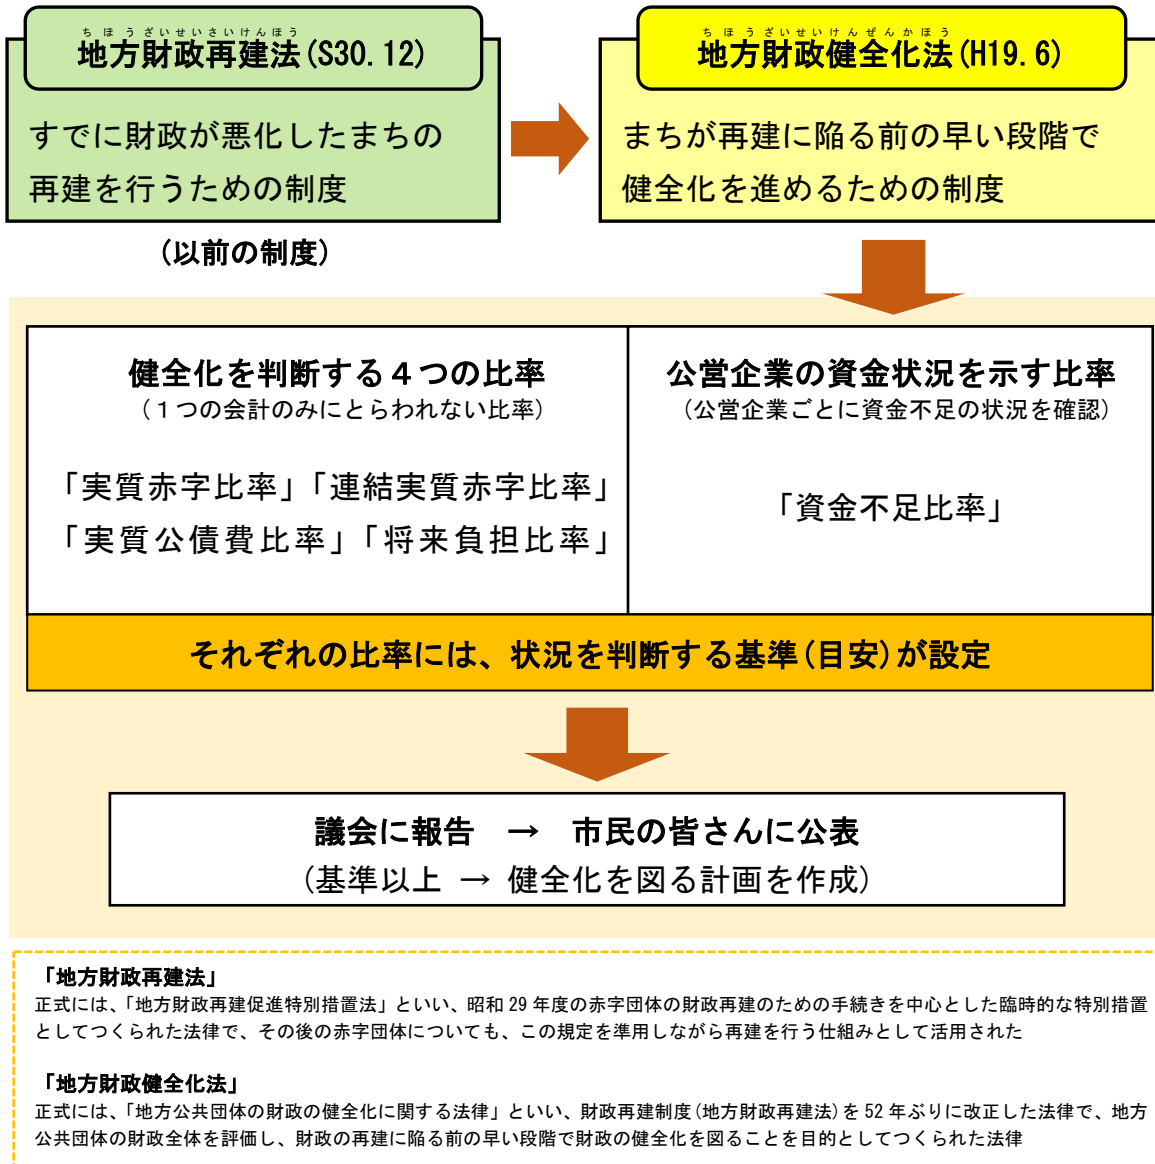 ちほうざいせいさいけんほう
地方財政再建法(S30.12)
すでに財政が悪化したまちの
再建を行うための制度
(以前の制度)
ちほうざいせいけんぜんかほう
地方財政健全化法(H19.6)
まちが再建に陥る前の早い段階で
健全化を進めるための制度
健全化を判断する4つの比率
(1つの会計のみにとらわれない比率)
「実質赤字比率」「連結実質赤字比率」
「実質公債費比率」「将来負担比率」
公営企業の資金状況を示す比率
(公営企業ごとに資金不足の状況を確認)
「資金不足比率」
それぞれの比率には、状況を判断する基準(目安)が設定
議会に報告 → 市民の皆さんに公表
(基準以上 → 健全化を図る計画を作成)
「地方財政再建法」
正式には、「地方財政再建促進特別措置法」といい、昭和29年度の赤字団体の財政再建のための手続きを中心とした臨時的な特別措置
としてつくられた法律で、その後の赤字団体についても、この規定を準用しながら再建を行う仕組みとして活用された
「地方財政健全化法」
正式には、「地方公共団体の財政の健全化に関する法律」といい、財政再建制度(地方財政再建法)を52年ぶりに改正した法律で、地方
公共団体の財政全体を評価し、財政の再建に陥る前の早い段階で財政の健全化を図ることを目的としてつくられた法律